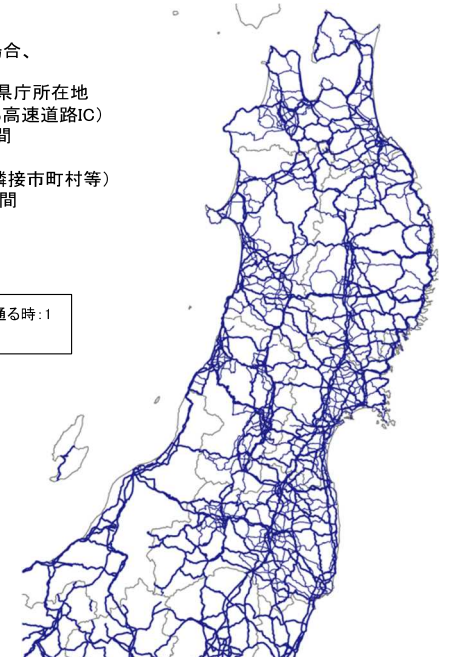 合、
県庁所在地
高速道路IC）
間
隣接市町村等）
間
通る時：1